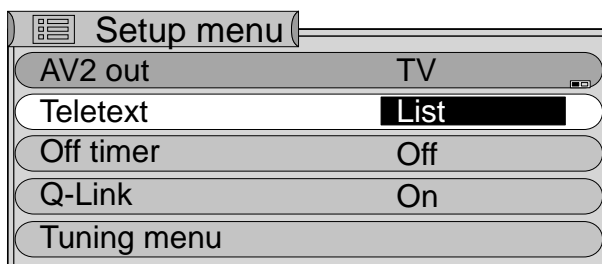 Setup menu
AV2 out TV
Teletext List
Off timer Off
Q-Link On
Tuning menu